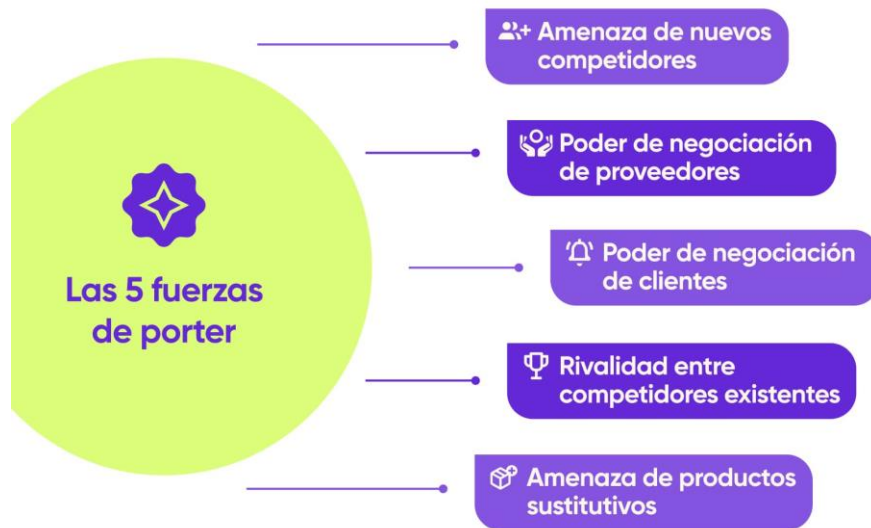 Amenaza de nuevos
competidores
Poder de negociación
de proveedores
Las 5 fuerzas
de porter
Poder de negociación
de clientes
Rivalidad entre
competidores existentes
Amenaza de productos
sustitutivos